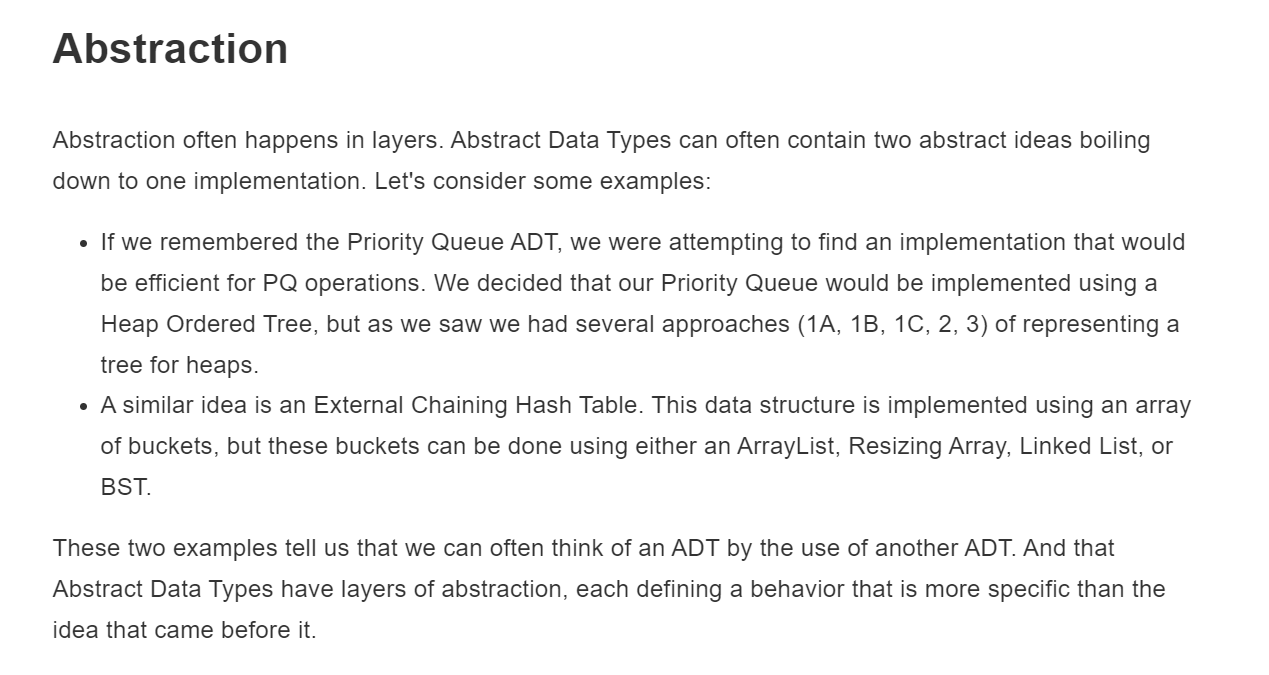 Abstraction
Abstraction often happens in layers. Abstract Data Types can often contain two abstract ideas boiling
down to one implementation. Let's consider some examples:
• If we remembered the Priority Queue ADT, we were attempting to find an implementation that would
be efficient for PQ operations. We decided that our Priority Queue would be implemented using a
Heap Ordered Tree, but as we saw we had several approaches (1A, 1B, 1C, 2, 3) of representing a
tree for heaps.
• A similar idea is an External Chaining Hash Table. This data structure is implemented using an array
of buckets, but these buckets can be done using either an ArrayList, Resizing Array, Linked List, or
BST.
These two examples tell us that we can often think of an ADT by the use of another ADT. And that
Abstract Data Types have layers of abstraction, each defining a behavior that is more specific than the
idea that came before it.